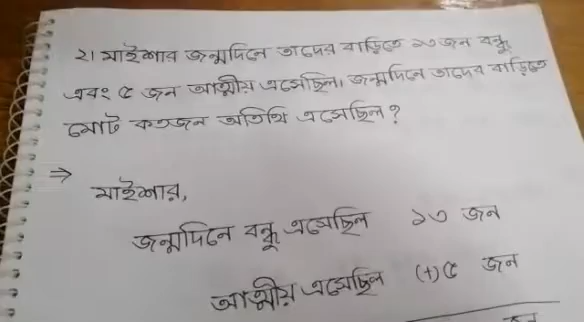 ২। মাইশার জন্মদিনে তাদের বাড়িতে ১৩ জন বন্ধু
এবং ৫ জন আত্মীয় এসেছিল। জন্মদিনে তাদের বাড়িতে
মোট কতজন অতিথি এসেছিল?
⇒ মাইশার,
জন্মদিনে বন্ধু এসেছিল ১৩ জন
আত্মীয় এসেছিল (+) ৫ জন
জন